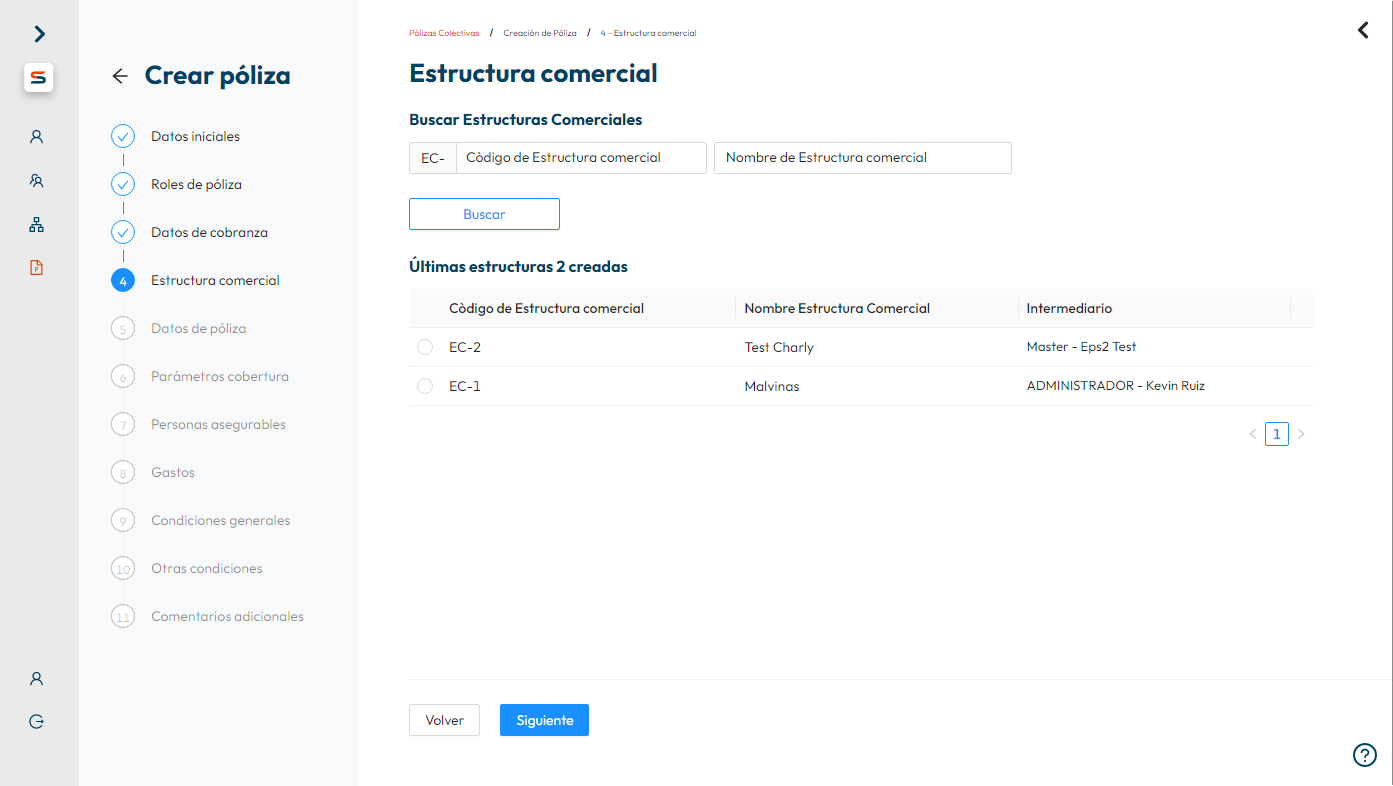 Pólizas Colectivas / Creación de Póliza / 4 - Estructura comercial
Crear póliza
Datos iniciales
Roles de póliza
Datos de cobranza
4 Estructura comercial
5 Datos de póliza
6 Parámetros cobertura
7 Personas asegurables
8 Gastos
9 Condiciones generales
10 Otras condiciones
11 Comentarios adicionales
Estructura comercial
Buscar Estructuras Comerciales
EC- Còdigo de Estructura comercial Nombre de Estructura comercial
Buscar
Últimas estructuras 2 creadas
Còdigo de Estructura comercial Nombre Estructura Comercial Intermediario
EC-2 Test Charly Master - Eps2 Test
EC-1 Malvinas ADMINISTRADOR - Kevin Ruiz
< 1 >
Volver Siguiente